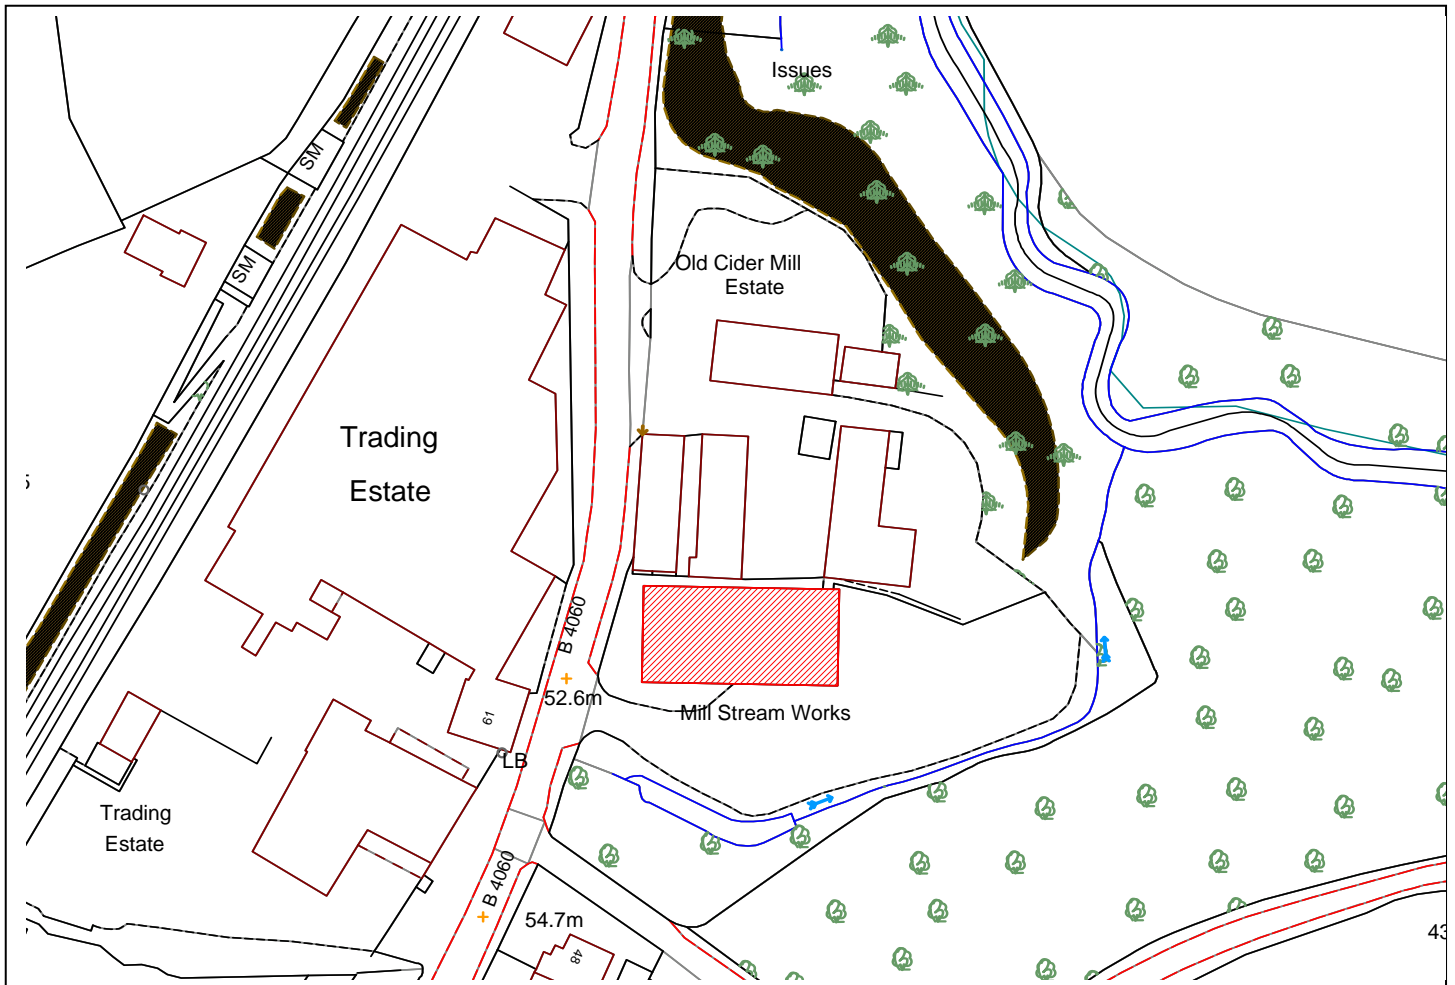 Issues
SM
SM
Old Cider Mill
Estate
Trading
Estate
B 4060
52.6m
Mill Stream Works
61
LB
Trading
Estate
B 4060
54.7m
48
43